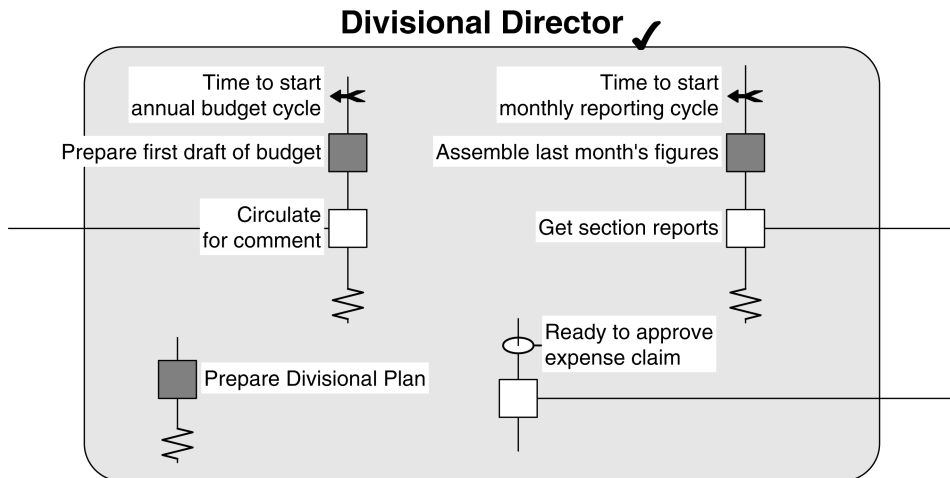 Divisional Director
Time to start
annual budget cycle
Prepare first draft of budget
Circulate
for comment
Time to start
monthly reporting cycle
Assemble last month's figures
Get section reports
Prepare Divisional Plan
Ready to approve
expense claim